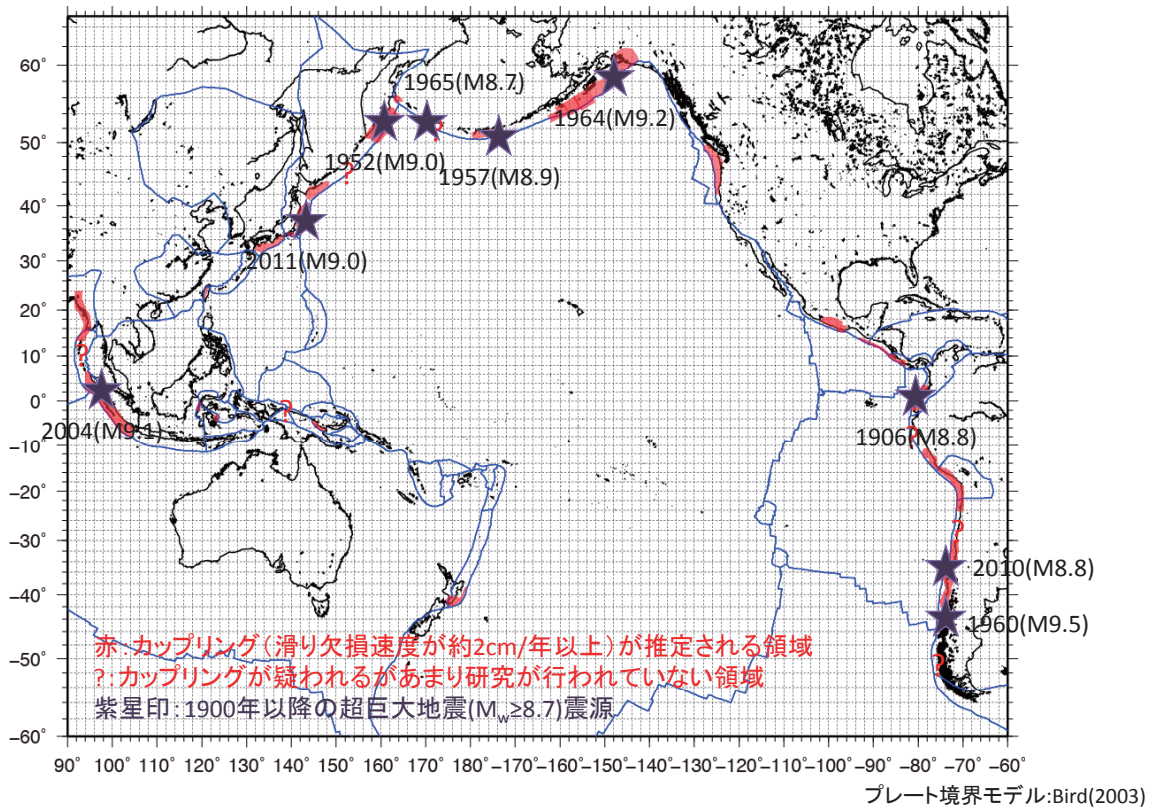 60°
50°
40°
30°
20°
10°
0°
−10°
−20°
−30°
−40°
−50°
−60°
1965(M8.7)
1964(M9.2)
1952(M9.0)
1957(M8.9)
2011(M9.0)
2004(M9.1)
1906(M8.8)
2010(M8.8)
1960(M9.5)
?
?
?
?
?
?
?
赤:カップリング(滑り欠損速度が約2cm/年以上)が推定される領域
?:カップリングが疑われるがあまり研究が行われていない領域
紫星印:1900年以降の超巨大地震(Mw≥8.7)震源
90° 100° 110° 120° 130° 140° 150° 160° 170° 180° −170° −160° −150° −140° −130° −120° −110° −100° −90° −80° −70° −60°
プレート境界モデル:Bird(2003)